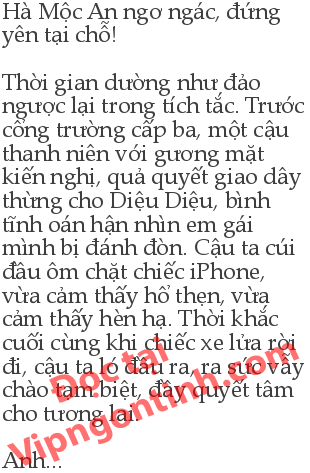 Hà Mộc An ngơ ngác, đứng
yên tại chỗ!
Thời gian dường như đảo
ngược lại trong tích tắc. Trước
công trường cấp ba, một cậu
thanh niên với gương mặt
kiến nghị, quả quyết giao dây
thừng cho Diệu Diệu, bình
tĩnh oán hận nhìn em gái
mình bị đánh đòn. Cậu ta cúi
đầu ôm chặt chiếc iPhone,
vừa cảm thấy hổ thẹn, vừa
cảm thấy hèn hạ. Thời khắc
cuối cùng khi chiếc xe lửa rời
đi, cậu ta ló đầu ra, ra sức vẫy
chào tạm biệt, đầy quyết tâm
cho tương lai.
Anh...
Đọc tại
Vipngontinh.com